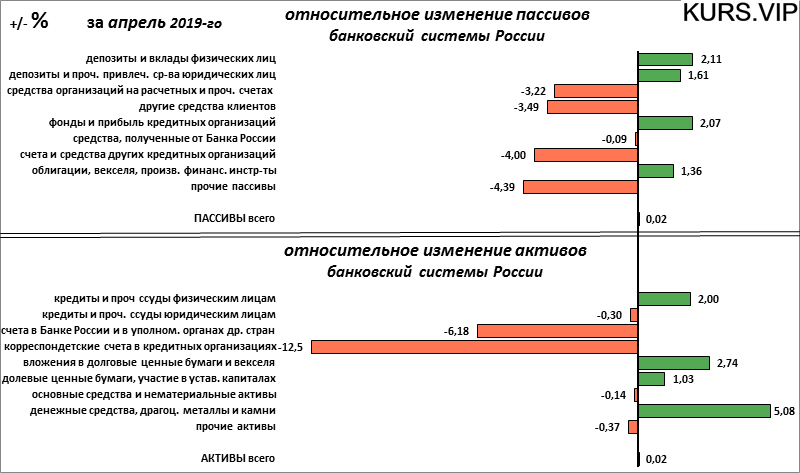 +/- % за апрель 2019-го
относительное изменение пассивов
банковский системы России
KURS.VIP
депозиты и вклады физических лиц 2,11
депозиты и проч. привлеч. ср-ва юридических лиц 1,61
средства организаций на расчетных и проч. счетах -3,22
другие средства клиентов -3,49
фонды и прибыль кредитных организаций 2,07
средства, полученные от Банка России -0,09
счета и средства других кредитных организаций -4,00
облигации, векселя, произв. финанс. инстр-ты 1,36
прочие пассивы -4,39
ПАССИВЫ всего 0,02
относительное изменение активов
банковский системы России
кредиты и проч ссуды физическим лицам 2,00
кредиты и проч. ссуды юридическим лицам -0,30
счета в Банке России и в уполном. органах др. стран -6,18
корреспондетские счета в кредитных организациях -12,5
вложения в долговые ценные бумаги и векселя 2,74
долевые ценные бумаги, участие в устав. капиталах 1,03
основные средства и нематериальные активы -0,14
денежные средства, драгоц. металлы и камни 5,08
прочие активы -0,37
АКТИВЫ всего 0,02